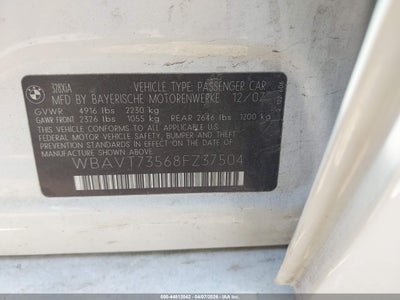 BMW
328XIA
VEHICLE TYPE: PASSENGER CAR
MFD. BY BAYERISCHE MOTORENWERKE 12/07
GVWR 4916 lbs 2230 kg
GAWR FRONT 2326 lbs 1055 kg REAR 2646 lbs 1200 kg
VEHICLE CONFORMS TO ALL APPLICABLE
FEDERAL MOTOR VEHICLE SAFETY,
BUMPER AND THEFT PREVENTION STANDARDS
IN EFFECT ON DATE OF MANUFACTURE SHOWN ABOVE.
WBAVT73568FZ37504